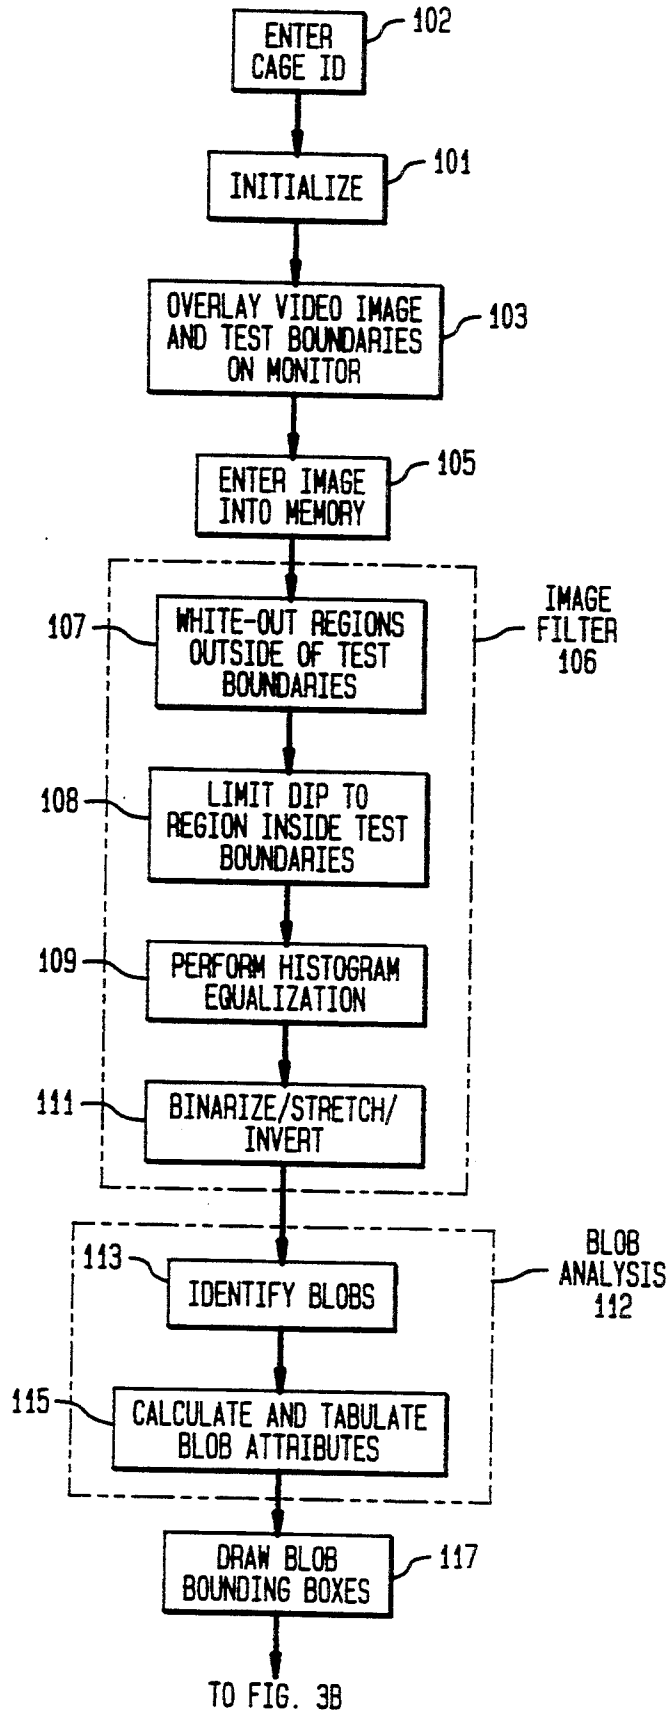 102
ENTER
CAGE ID
101
INITIALIZE
OVERLAY VIDEO IMAGE
AND TEST BOUNDARIES
ON MONITOR
103
105
ENTER IMAGE
INTO MEMORY
107
WHITE-OUT REGIONS
OUTSIDE OF TEST
BOUNDARIES
IMAGE
FILTER
106
108
LIMIT DIP TO
REGION INSIDE TEST
BOUNDARIES
109
PERFORM HISTOGRAM
EQUALIZATION
111
BINARIZE/STRETCH/
INVERT
113
IDENTIFY BLOBS
BLOB
ANALYSIS
112
115
CALCULATE AND TABULATE
BLOB ATTRIBUTES
DRAW BLOB
BOUNDING BOXES
117
TO FIG. 3B